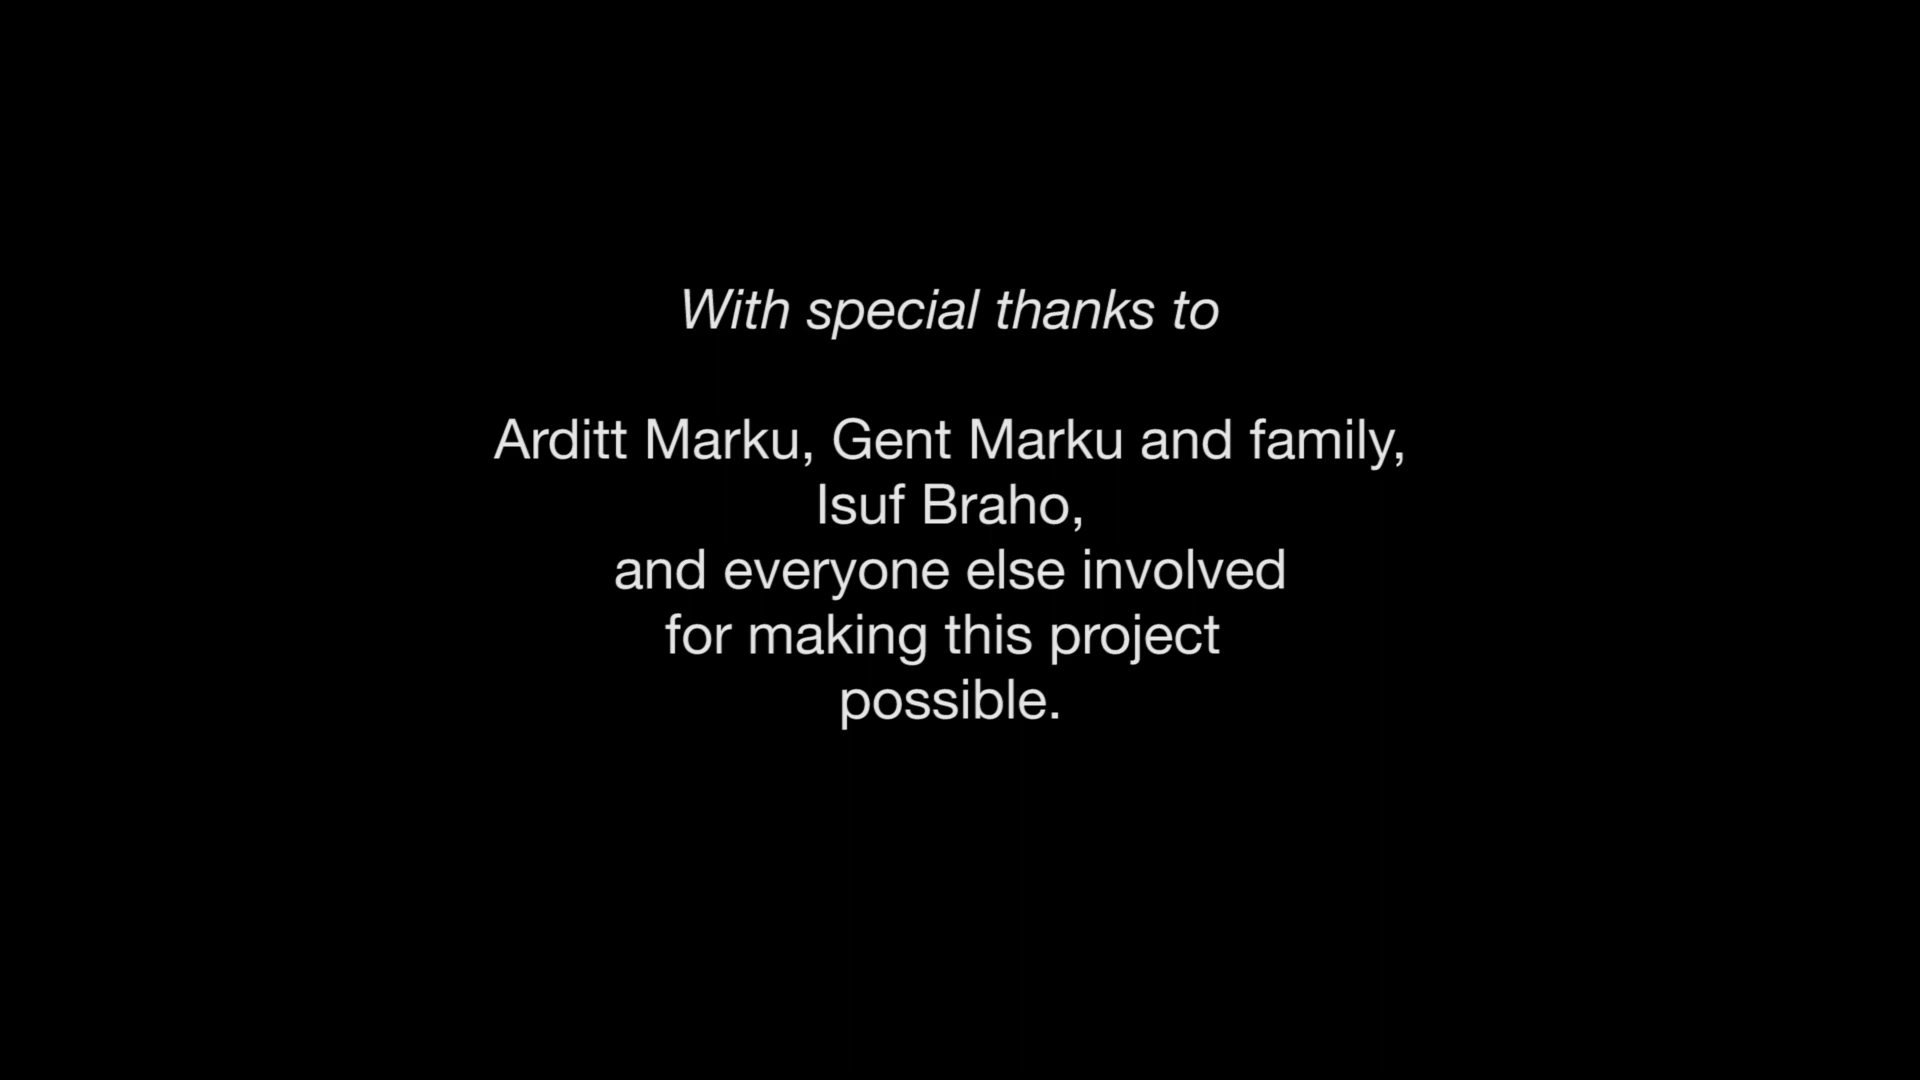 With special thanks to
Arditt Marku, Gent Marku and family,
Isuf Braho,
and everyone else involved
for making this project
possible.